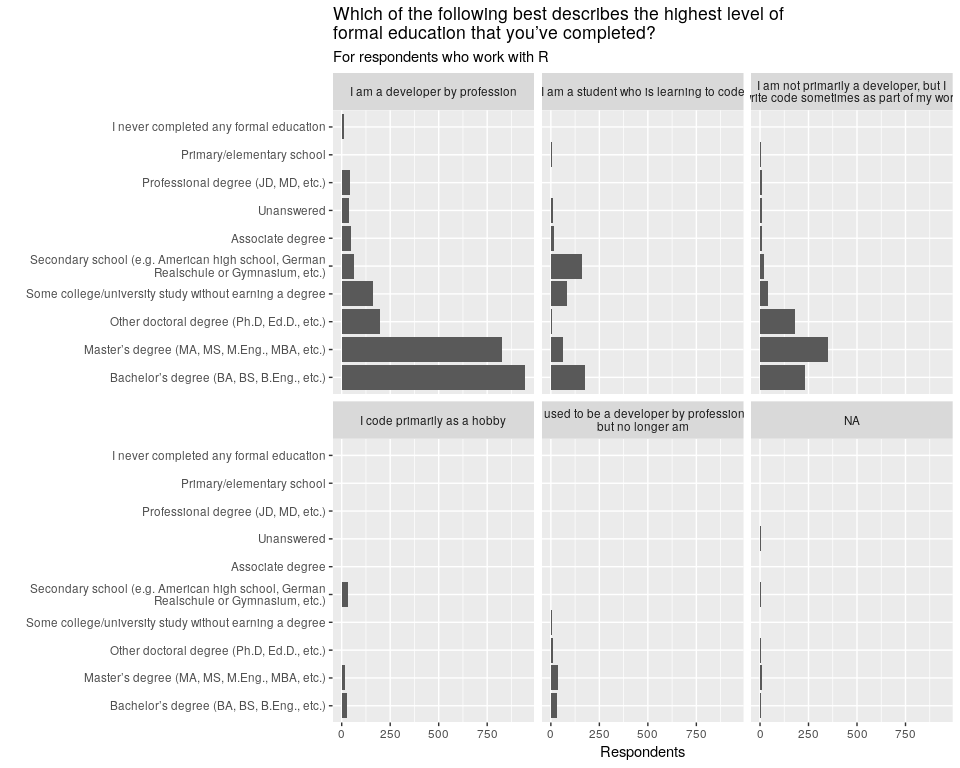 Which of the following best describes the highest level of
formal education that you’ve completed?
For respondents who work with R
I am a developer by profession
I am a student who is learning to code
I am not primarily a developer, but I
code sometimes as part of my
I never completed any formal education
Primary/elementary school
Professional degree (JD, MD, etc.)
Unanswered
Associate degree
Secondary school (e.g. American high school, German
Realschule or Gymnasium, etc.)
Some college/university study without earning a degree
Other doctoral degree (Ph.D, Ed.D., etc.)
Master’s degree (MA, MS, M.Eng., MBA, etc.)
Bachelor’s degree (BA, BS, B.Eng., etc.)
I code primarily as a hobby
used to be a developer by profession
but no longer am
NA
I never completed any formal education
Primary/elementary school
Professional degree (JD, MD, etc.)
Unanswered
Associate degree
Secondary school (e.g. American high school, German
Realschule or Gymnasium, etc.)
Some college/university study without earning a degree
Other doctoral degree (Ph.D, Ed.D., etc.)
Master’s degree (MA, MS, M.Eng., MBA, etc.)
Bachelor’s degree (BA, BS, B.Eng., etc.)
0 250 500 750
0 250 500 750
0 250 500 750
Respondents